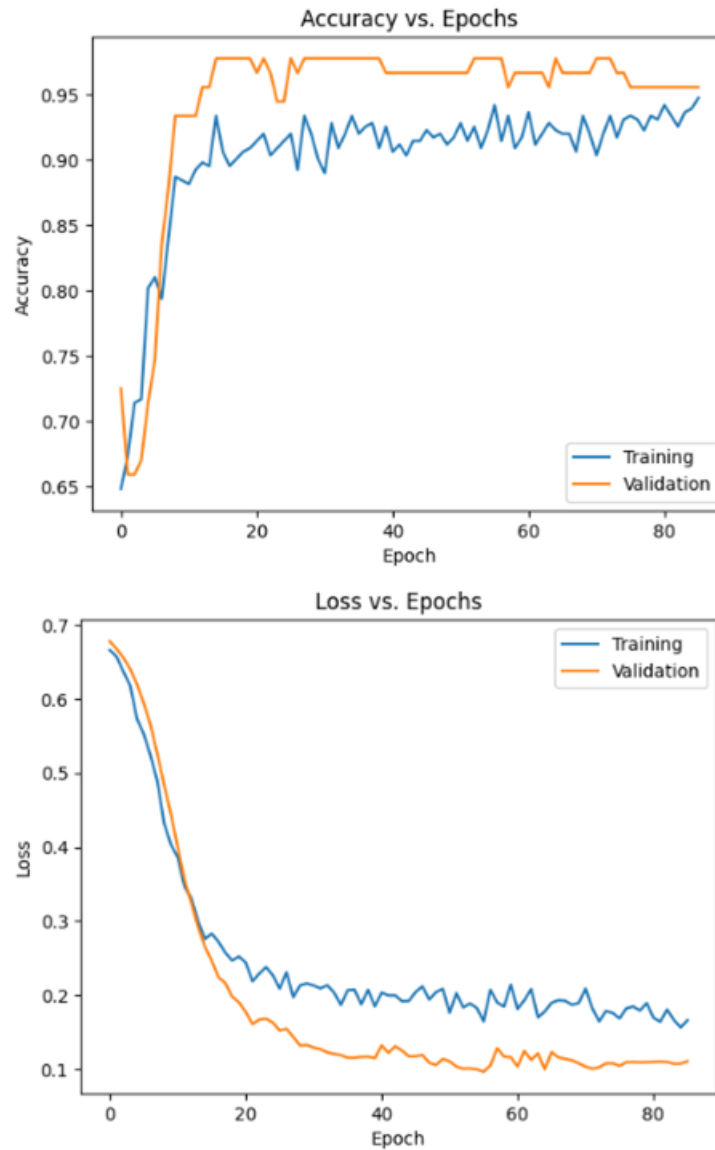 Accuracy vs. Epochs
0.95
0.90
0.85
0.80
0.75
0.70
0.65
Accuracy
Training
Validation
0
20
40
60
80
Epoch
Loss vs. Epochs
0.7
0.6
0.5
0.4
0.3
0.2
0.1
Loss
Training
Validation
0
20
40
60
80
Epoch